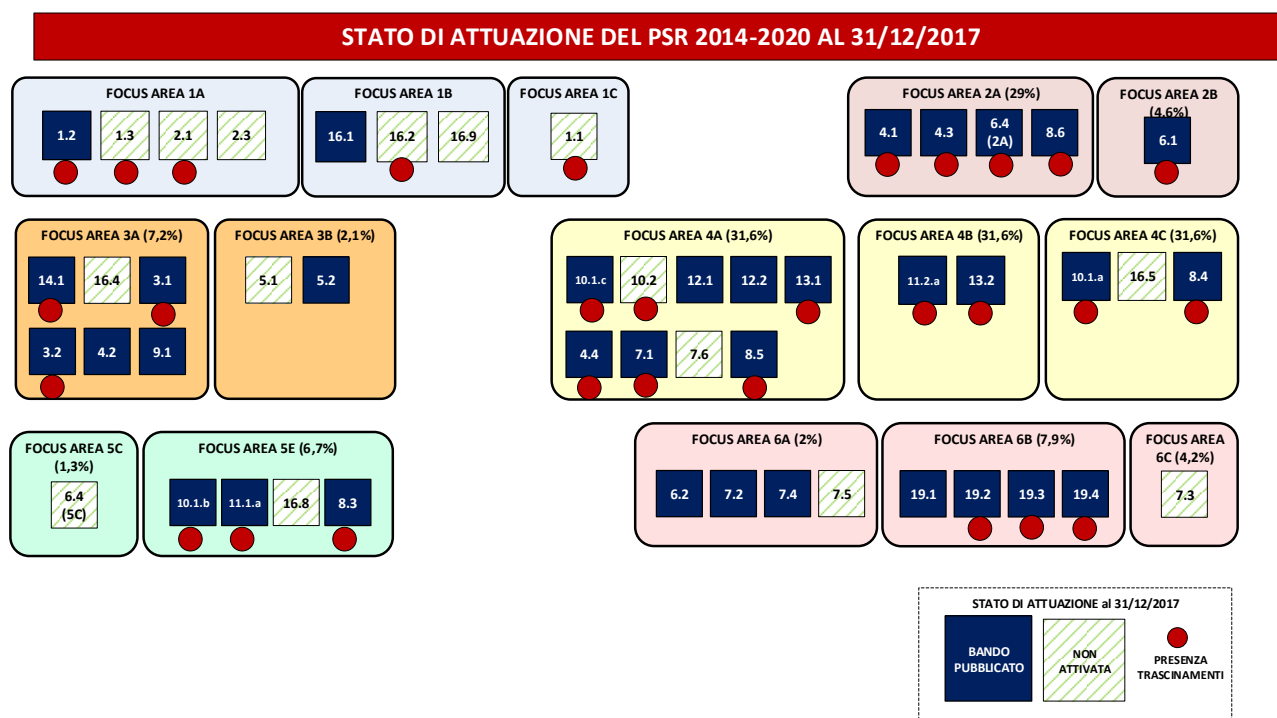 STATO DI ATTUAZIONE DEL PSR 2014-2020 AL 31/12/2017
FOCUS AREA 1A
1.2
1.3
2.1
2.3
FOCUS AREA 1B
16.1
16.2
16.9
FOCUS AREA 1C
1.1
FOCUS AREA 2A (29%)
4.1
4.3
6.4
(2A)
8.6
FOCUS AREA 2B
(4,6%)
6.1
FOCUS AREA 3A (7,2%)
14.1
16.4
3.1
3.2
4.2
9.1
FOCUS AREA 3B (2,1%)
5.1
5.2
FOCUS AREA 4A (31,6%)
10.1.c
10.2
12.1
12.2
13.1
4.4
7.1
7.6
8.5
FOCUS AREA 4B (31,6%)
11.2.a
13.2
FOCUS AREA 4C (31,6%)
10.1.a
16.5
8.4
FOCUS AREA 5C
(1,3%)
6.4
(5C)
FOCUS AREA 5E (6,7%)
10.1.b
11.1.a
16.8
8.3
FOCUS AREA 6A (2%)
6.2
7.2
7.4
7.5
FOCUS AREA 6B (7,9%)
19.1
19.2
19.3
19.4
FOCUS AREA
6C (4,2%)
7.3
STATO DI ATTUAZIONE al 31/12/2017
BANDO
PUBBLICATO
NON
ATTIVATA
PRESENZA
TRASCINAMENTI